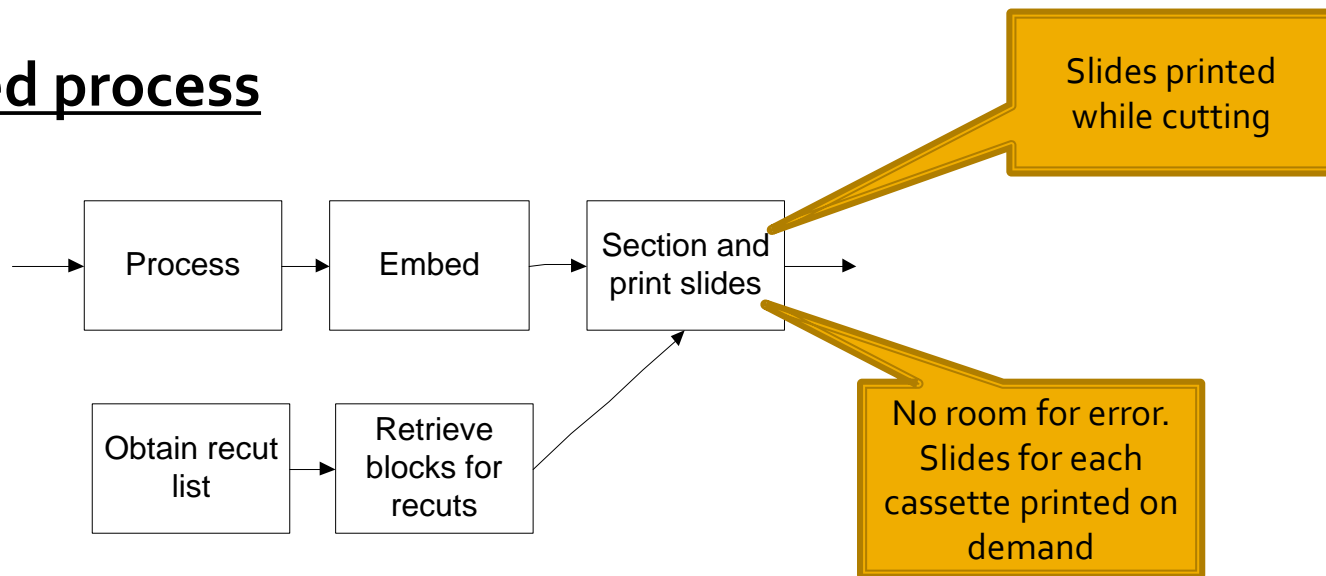 process
Slides printed
while cutting
Process
Embed
Section and
print slides
Obtain recut
list
Retrieve
blocks for
recuts
No room for error.
Slides for each
cassette printed on
demand